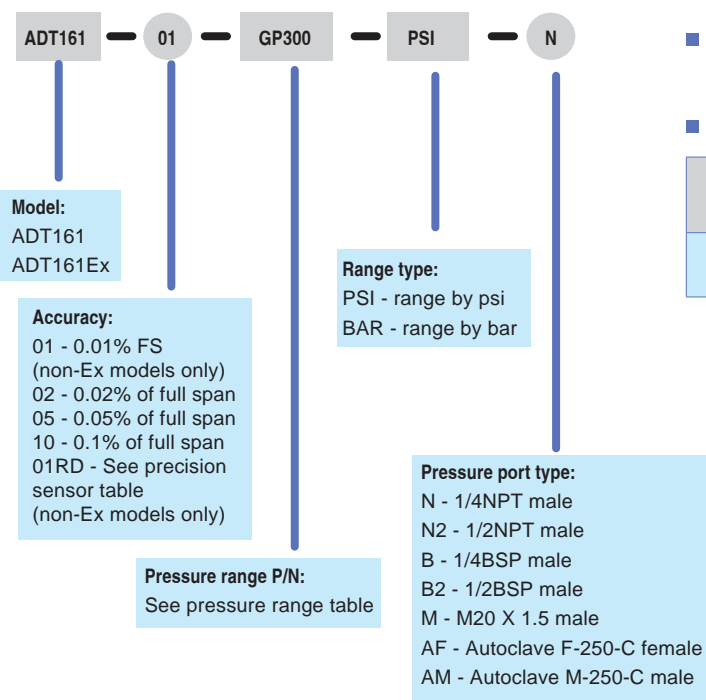 ADT161 01 GP300 PSI N
Model:
ADT161
ADT161Ex
Accuracy:
01 - 0.01% FS
(non-Ex models only)
02 - 0.02% of full span
05 - 0.05% of full span
10 - 0.1% of full span
01RD - See precision
sensor table
(non-Ex models only)
Pressure range P/N:
See pressure range table
Range type:
PSI - range by psi
BAR - range by bar
Pressure port type:
N - 1/4NPT male
N2 - 1/2NPT male
B - 1/4BSP male
B2 - 1/2BSP male
M - M20 X 1.5 male
AF - Autoclave F-250-C female
AM - Autoclave M-250-C male